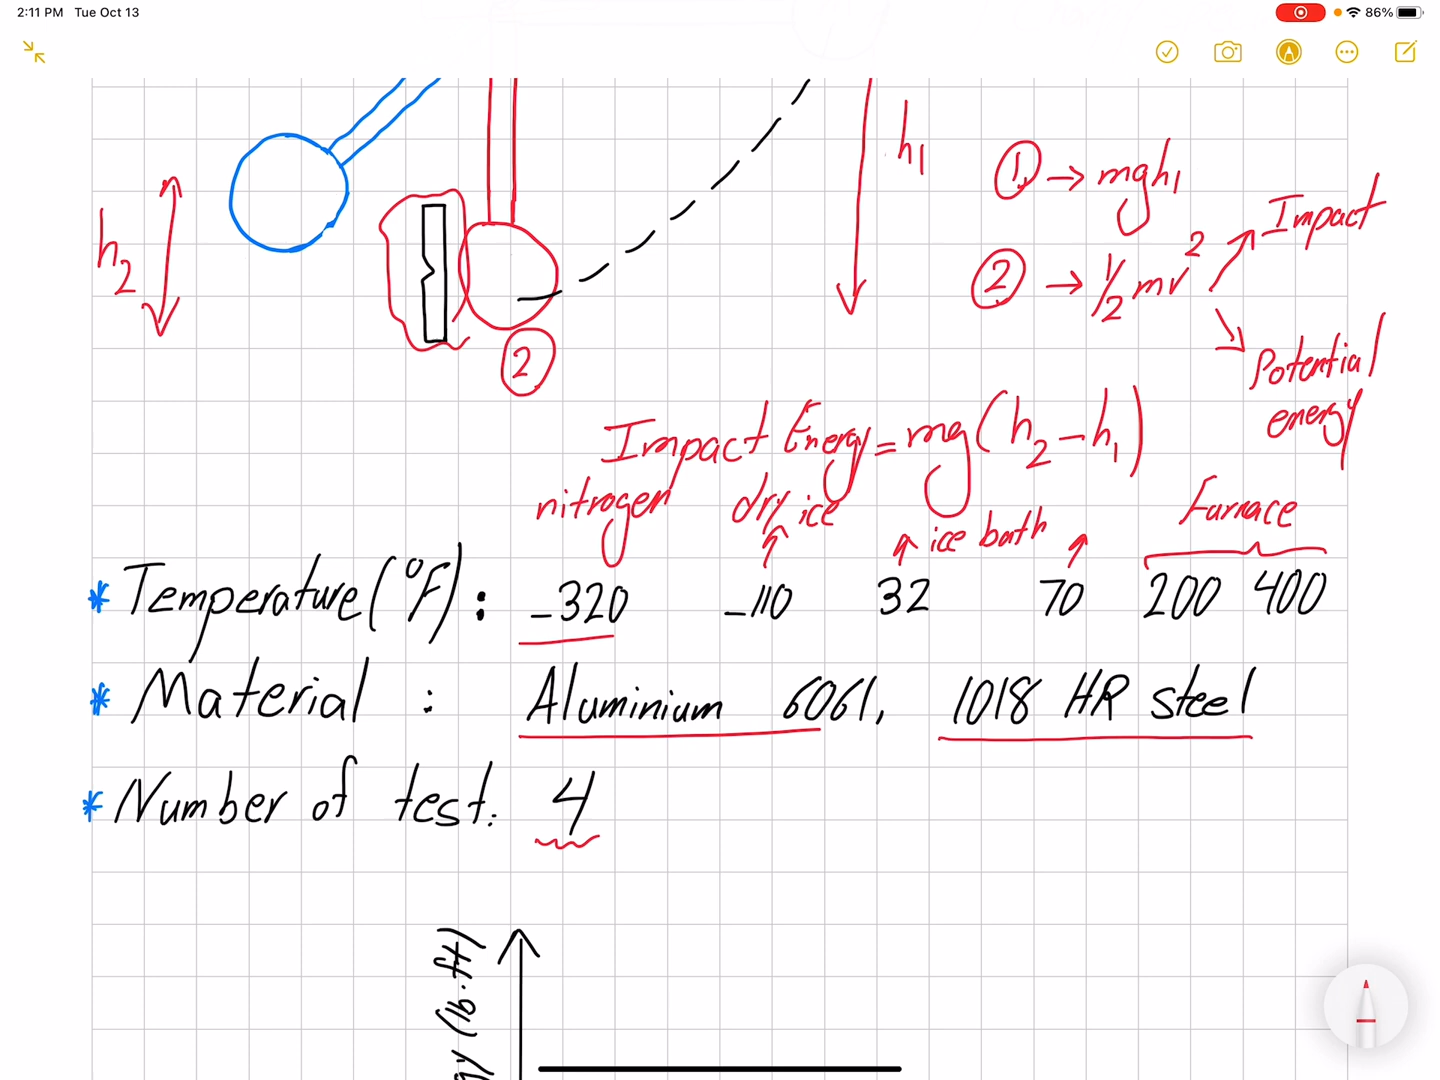 2:11 PM Tue Oct 13
86%
h1
① → mgh1
Impact
h2
② → 1/2 mv²
②
Potential
energy
Impact Energy = mg(h2 – h1)
nitrogen dry ice ice bath Furnace
* Temperature (°F): -320 -110 32 70 200 400
* Material : Aluminium 6061, 1018 HR steel
* Number of test: 4
(lb.ft)